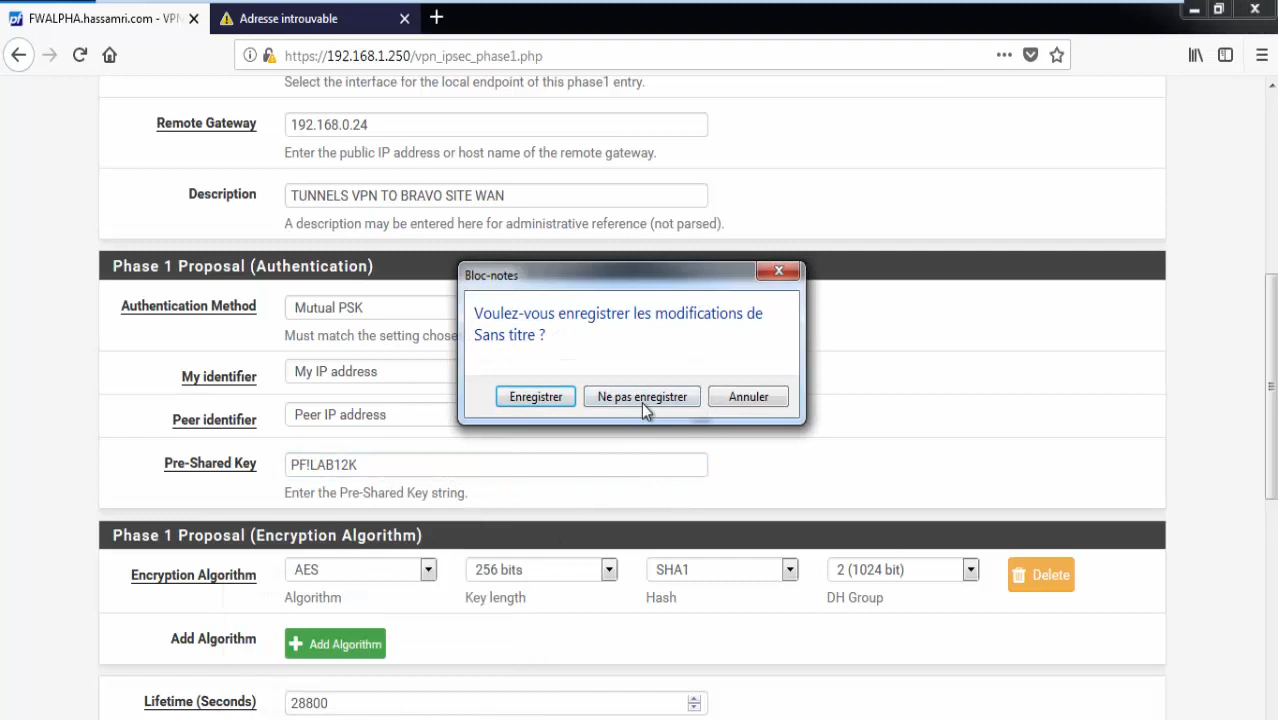 FWALPHA.hassamri.com - VPN
Adresse introuvable
https://192.168.1.250/vpn_ipsec_phase1.php
Select the interface for the local endpoint of this phase1 entry.
Remote Gateway
192.168.0.24
Enter the public IP address or host name of the remote gateway.
Description
TUNNELS VPN TO BRAVO SITE WAN
A description may be entered here for administrative reference (not parsed).
Phase 1 Proposal (Authentication)
Bloc-notes
Voulez-vous enregistrer les modifications de
Sans titre ?
Enregistrer
Ne pas enregistrer
Annuler
Authentication Method
Mutual PSK
Must match the setting chose
My identifier
My IP address
Peer identifier
Peer IP address
Pre-Shared Key
PF!LAB12K
Enter the Pre-Shared Key string.
Phase 1 Proposal (Encryption Algorithm)
Encryption Algorithm
AES
256 bits
SHA1
2 (1024 bit)
Delete
Algorithm
Key length
Hash
DH Group
Add Algorithm
Add Algorithm
Lifetime (Seconds)
28800